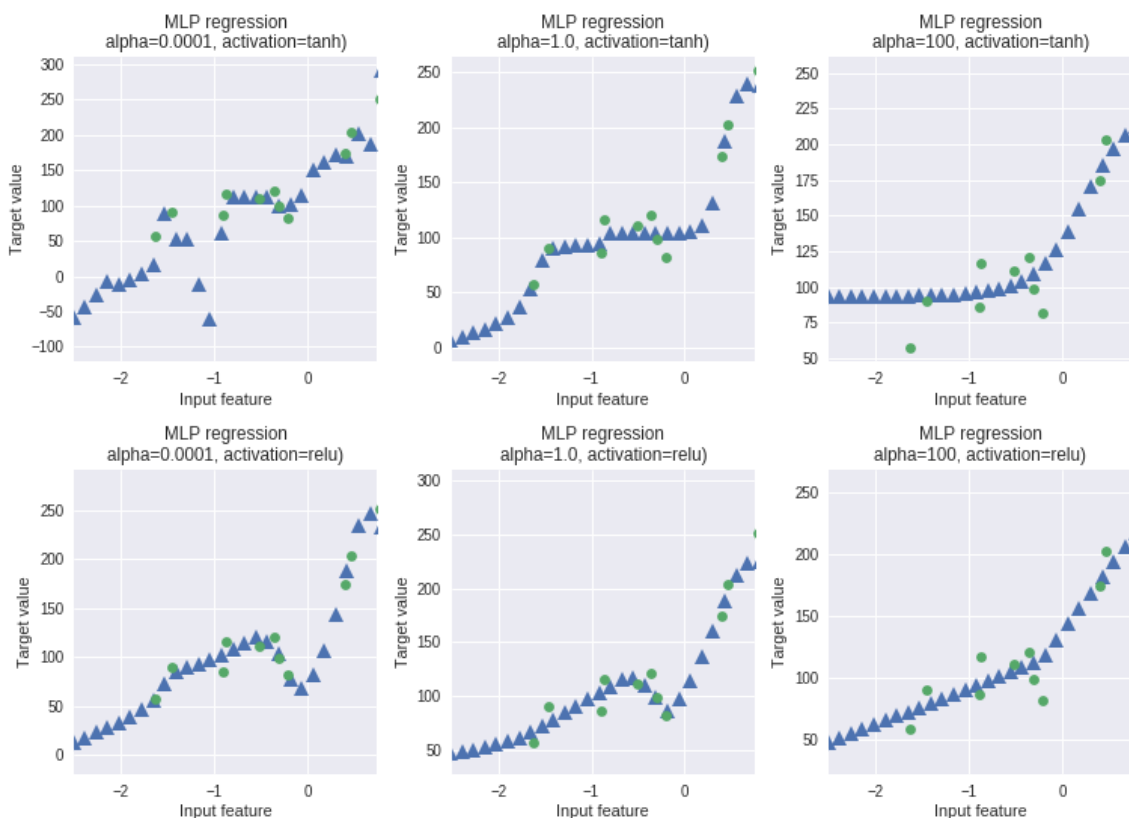 MLP regression
alpha=0.0001, activation=tanh)
300
250
200
150
100
50
0
−50
−100
Target value
−2
−1
0
Input feature
MLP regression
alpha=1.0, activation=tanh)
250
200
150
100
50
0
Target value
−2
−1
0
Input feature
MLP regression
alpha=100, activation=tanh)
250
225
200
175
150
125
100
75
50
Target value
−2
−1
0
Input feature
MLP regression
alpha=0.0001, activation=relu)
250
200
150
100
50
0
Target value
−2
−1
0
Input feature
MLP regression
alpha=1.0, activation=relu)
300
250
200
150
100
50
Target value
−2
−1
0
Input feature
MLP regression
alpha=100, activation=relu)
250
200
150
100
50
Target value
−2
−1
0
Input feature